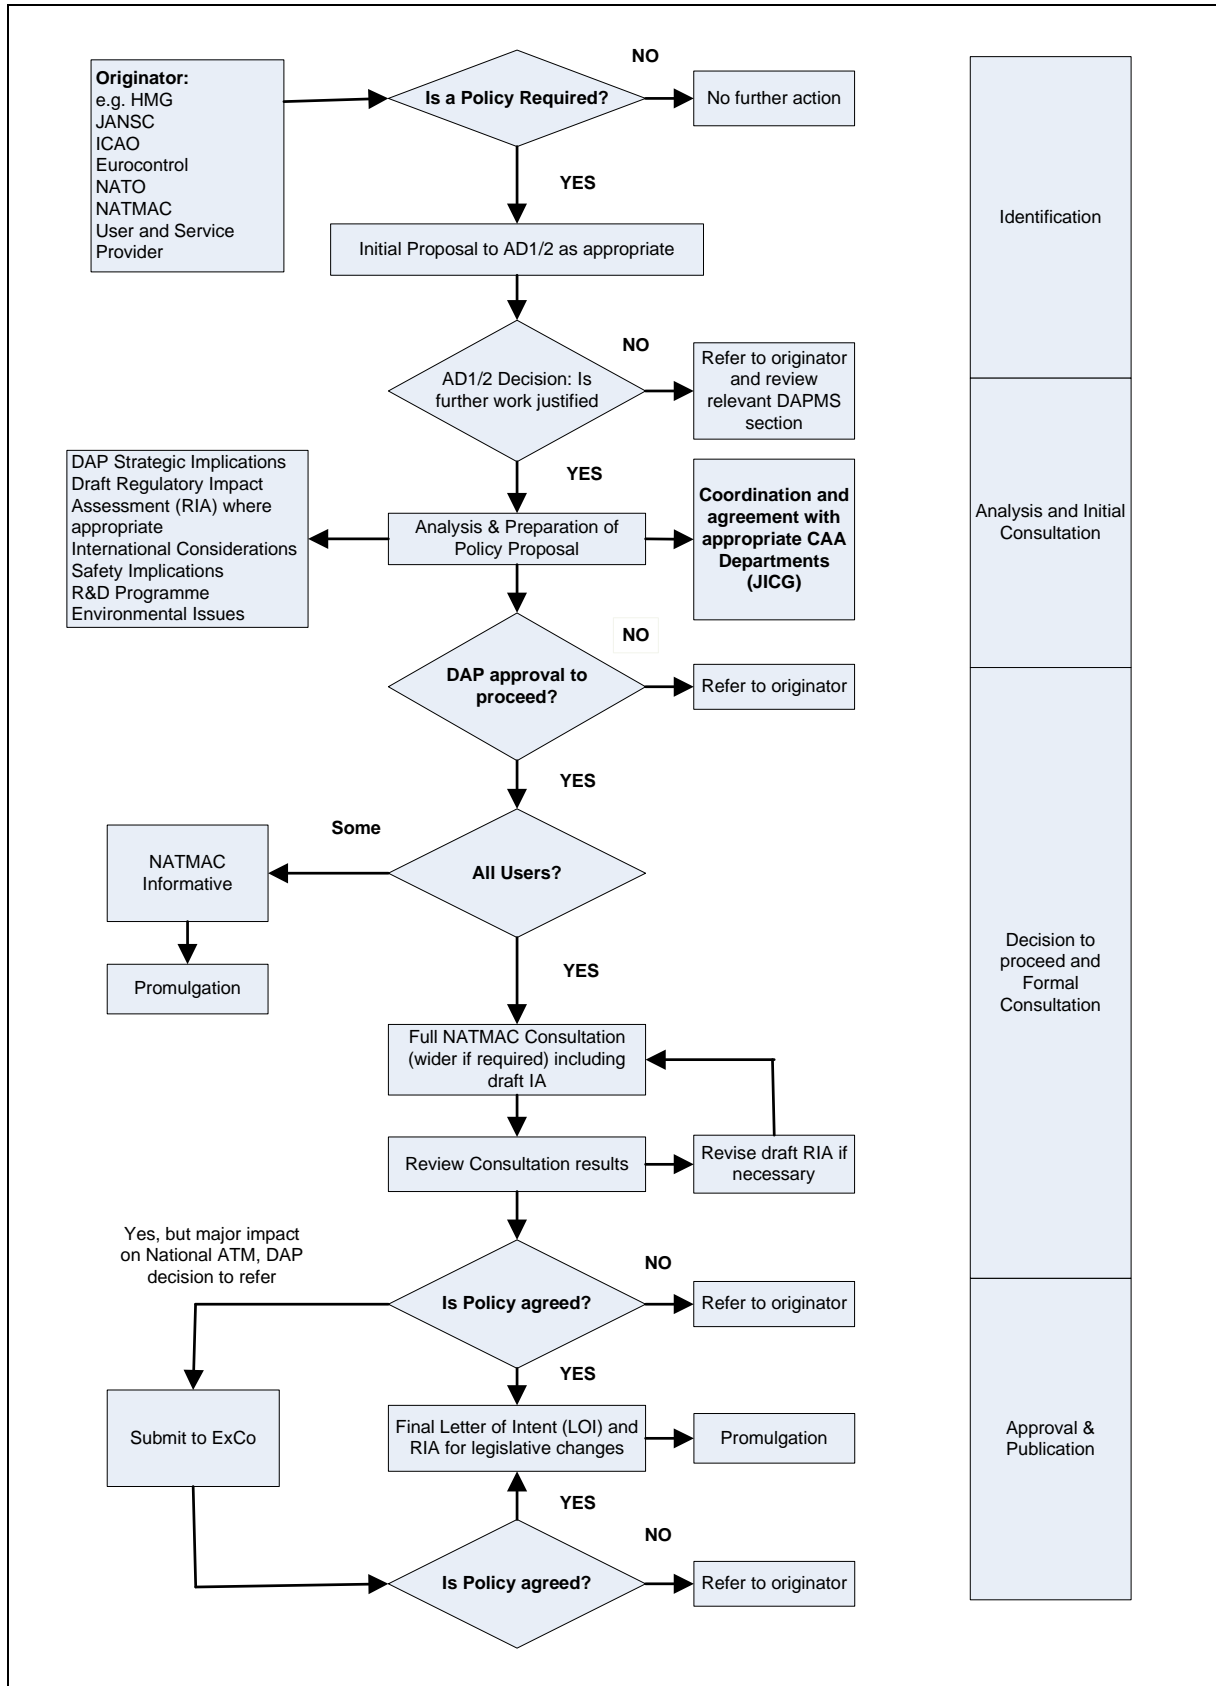 Originator:
e.g. HMG
JANSC
ICAO
Eurocontrol
NATO
NATMAC
User and Service
Provider
Is a Policy Required?
NO
No further action
YES
Initial Proposal to AD1/2 as appropriate
Identification
AD1/2 Decision: Is
further work justified
NO
Refer to originator
and review
relevant DAPMS
section
YES
DAP Strategic Implications
Draft Regulatory Impact
Assessment (RIA) where
appropriate
International Considerations
Safety Implications
R&D Programme
Environmental Issues
Analysis & Preparation of
Policy Proposal
Coordination and
agreement with
appropriate CAA
Departments
(JICG)
Analysis and Initial
Consultation
DAP approval to
proceed?
NO
Refer to originator
YES
All Users?
Some
NATMAC
Informative
Promulgation
YES
Full NATMAC Consultation
(wider if required) including
draft IA
Review Consultation results
Revise draft RIA if
necessary
Decision to
proceed and
Formal
Consultation
Yes, but major impact
on National ATM, DAP
decision to refer
Is Policy agreed?
NO
Refer to originator
YES
Submit to ExCo
Final Letter of Intent (LOI) and
RIA for legislative changes
Promulgation
YES
Is Policy agreed?
NO
Refer to originator
Approval &
Publication